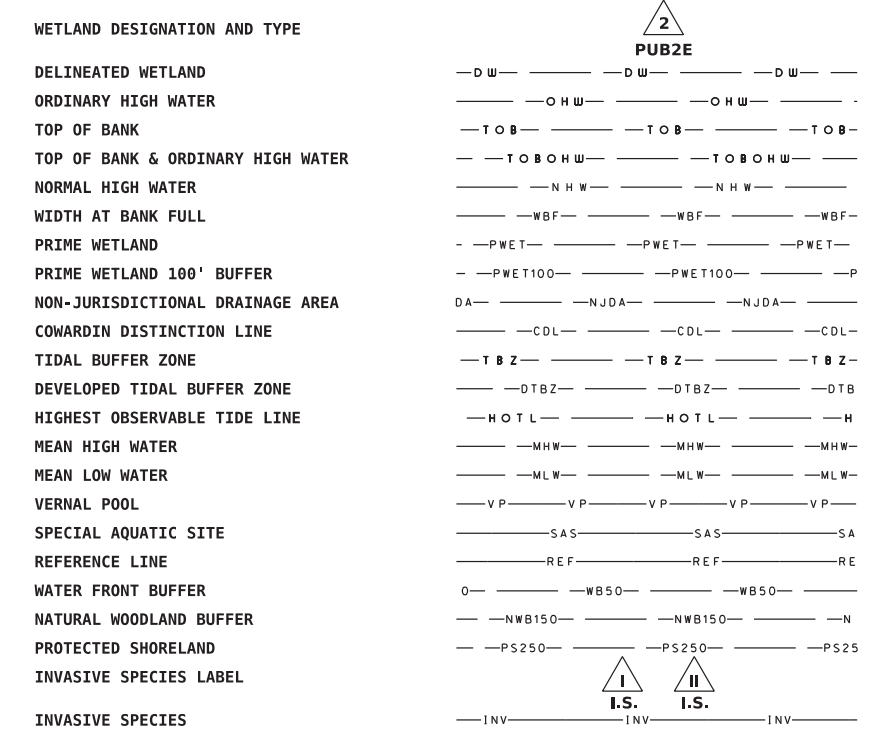 WETLAND DESIGNATION AND TYPE 2
PUB2E
DELINEATED WETLAND DW DW DW
ORDINARY HIGH WATER OHW OHW
TOP OF BANK TOB TOB TOB
TOP OF BANK & ORDINARY HIGH WATER TOBOHW TOBOHW
NORMAL HIGH WATER NHW NHW
WIDTH AT BANK FULL WBF WBF WBF
PRIME WETLAND PWET PWET PWET
PRIME WETLAND 100' BUFFER PWET100 PWET100 P
NON-JURISDICTIONAL DRAINAGE AREA DA NJDA NJDA
COWARDIN DISTINCTION LINE CDL CDL CDL
TIDAL BUFFER ZONE TBZ TBZ TBZ
DEVELOPED TIDAL BUFFER ZONE DTBZ DTBZ DTB
HIGHEST OBSERVABLE TIDE LINE HOTL HOTL H
MEAN HIGH WATER MHW MHW MHW
MEAN LOW WATER MLW MLW MLW
VERNAL POOL VP VP VP VP VP
SPECIAL AQUATIC SITE SAS SAS SA
REFERENCE LINE REF REF RE
WATER FRONT BUFFER 0 WB50 WB50
NATURAL WOODLAND BUFFER NWB150 NWB150 N
PROTECTED SHORELAND PS250 PS250 PS25
INVASIVE SPECIES LABEL I II
I.S. I.S.
INVASIVE SPECIES INV INV INV